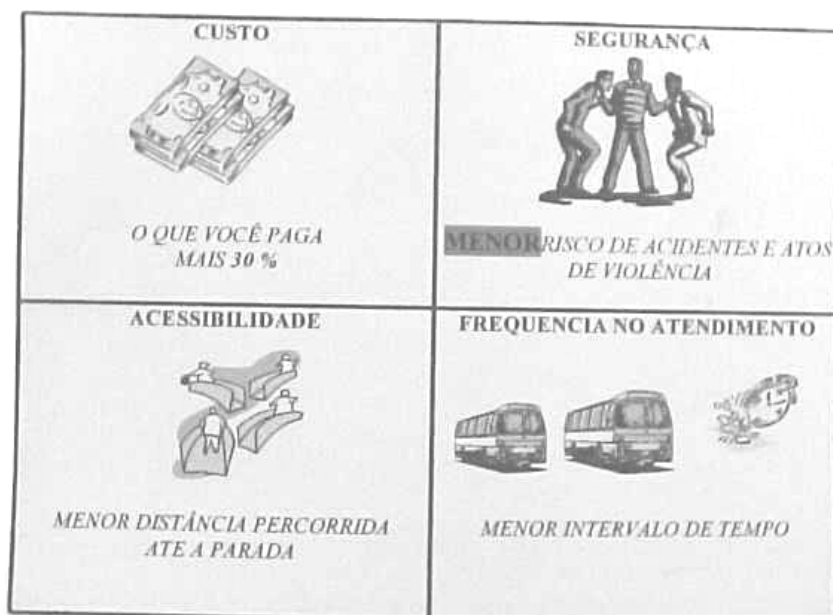 CUSTO
O QUE VOCÊ PAGA
MAIS 30 %
SEGURANÇA
MENOR RISCO DE ACIDENTES E ATOS
DE VIOLÊNCIA
ACESSIBILIDADE
MENOR DISTÂNCIA PERCORRIDA
ATE A PARADA
FREQUENCIA NO ATENDIMENTO
MENOR INTERVALO DE TEMPO